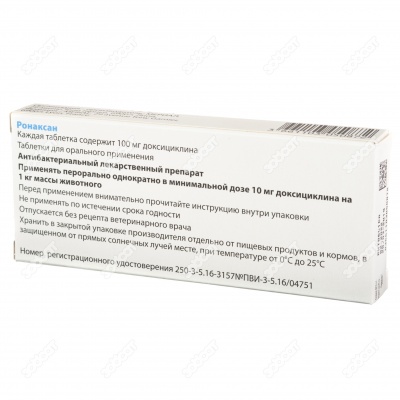 Ронаксан
Каждая таблетка содержит 100 мг доксициклина
Таблетки для орального применения
Антибактериальный лекарственный препарат
Применять перорально однократно в минимальной дозе 10 мг доксициклина на
1 кг массы животного
Перед применением внимательно прочитайте инструкцию внутри упаковки
Не применять по истечении срока годности
Отпускается без рецепта ветеринарного врача
Хранить в закрытой упаковке производителя отдельно от пищевых продуктов и кормов, в
защищенном от прямых солнечных лучей месте, при температуре от 0°C до 25°C
Номер регистрационного удостоверения 250-3-5.16-3157№ПВИ-3-5.16/04751